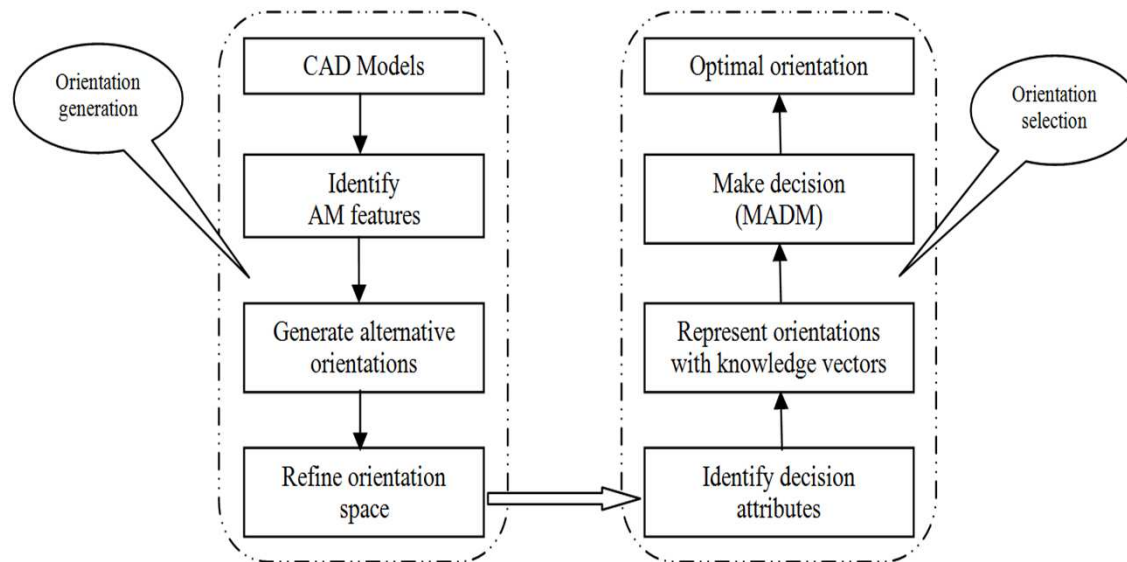 Orientation
generation
CAD Models
Identify
AM features
Generate alternative
orientations
Refine orientation
space
Optimal orientation
Make decision
(MADM)
Represent orientations
with knowledge vectors
Identify decision
attributes
Orientation
selection